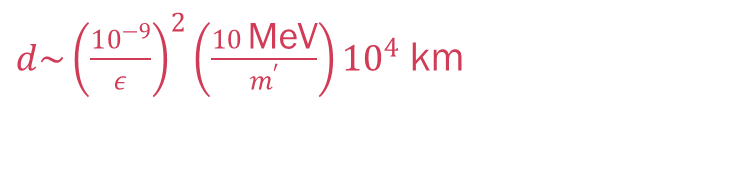 d~ (10⁻⁹/ϵ)² (10 MeV/m′) 10⁴ km